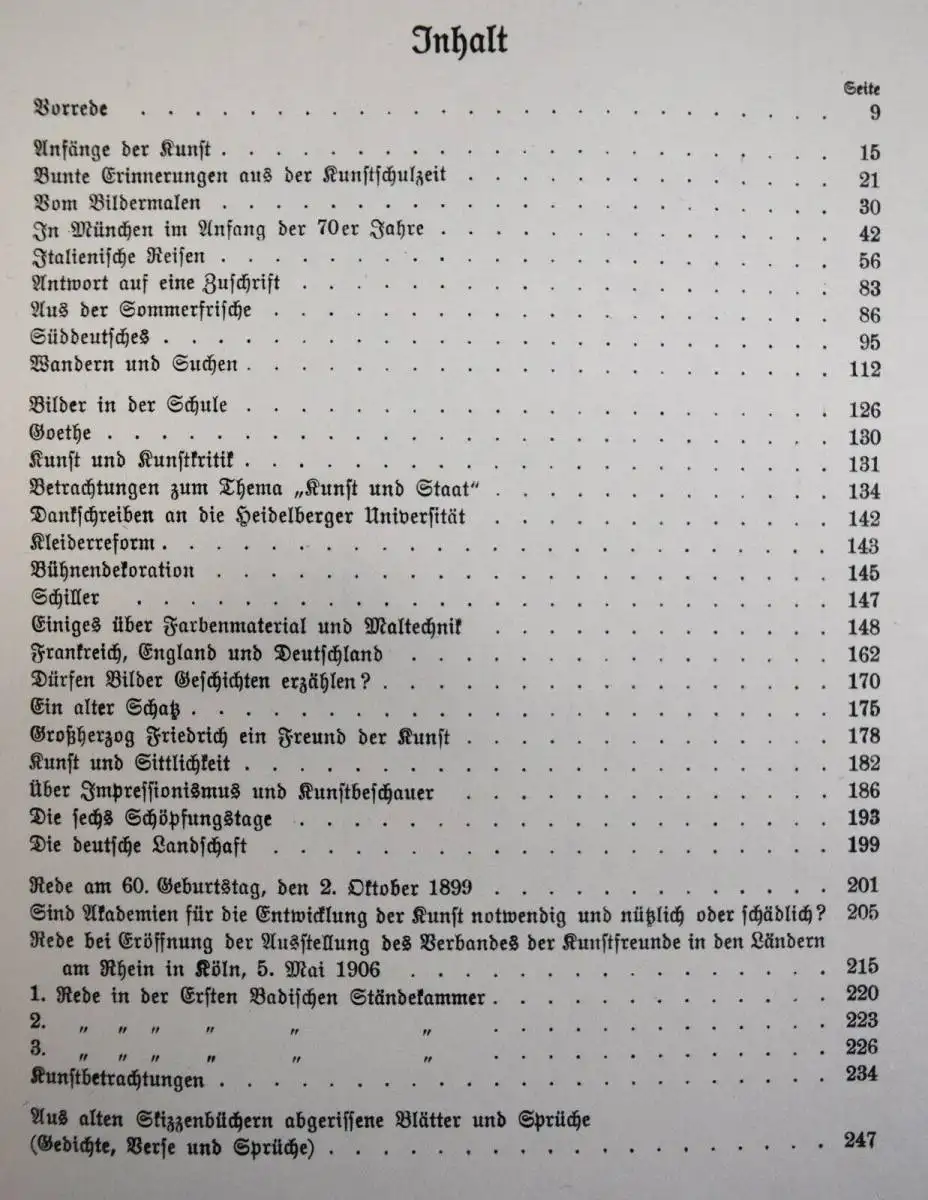 Inhalt
Seite
Vorrede . . . . . . . . . . . . . . . . . . 9
Anfänge der Kunst . . . . . . . . . . . . . . . . 15
Bunte Erinnerungen aus der Kunstschulzeit . . . . . . . . . . 21
Vom Bildermalen . . . . . . . . . . . . . . . . 30
In München im Anfang der 70er Jahre . . . . . . . . . . . 42
Italienische Reisen . . . . . . . . . . . . . . . . 56
Antwort auf eine Zuschrift . . . . . . . . . . . . . . 83
Aus der Sommerfrische . . . . . . . . . . . . . . . 86
Süddeutsches . . . . . . . . . . . . . . . . . 95
Wandern und Suchen . . . . . . . . . . . . . . . 112
Bilder in der Schule . . . . . . . . . . . . . . . 126
Goethe . . . . . . . . . . . . . . . . . . . 130
Kunst und Kunstkritik . . . . . . . . . . . . . . . 131
Betrachtungen zum Thema „Kunst und Staat“ . . . . . . . . . 134
Dankschreiben an die Heidelberger Universität . . . . . . . . . 142
Kleiderreform . . . . . . . . . . . . . . . . . 143
Bühnendekoration . . . . . . . . . . . . . . . . 145
Schiller . . . . . . . . . . . . . . . . . . 147
Einiges über Farbenmaterial und Maltechnik . . . . . . . . . 148
Frankreich, England und Deutschland . . . . . . . . . . . 162
Dürfen Bilder Geschichten erzählen? . . . . . . . . . . . . 170
Ein alter Schatz . . . . . . . . . . . . . . . . . 175
Großherzog Friedrich ein Freund der Kunst . . . . . . . . . . 178
Kunst und Sittlichkeit . . . . . . . . . . . . . . . 182
Über Impressionismus und Kunstbeschauer . . . . . . . . . . 186
Die sechs Schöpfungstage . . . . . . . . . . . . . . 193
Die deutsche Landschaft . . . . . . . . . . . . . . . 199
Rede am 60. Geburtstag, den 2. Oktober 1899 . . . . . . . . . 201
Sind Akademien für die Entwicklung der Kunst notwendig und nützlich oder schädlich? 205
Rede bei Eröffnung der Ausstellung des Verbandes der Kunstfreunde in den Ländern
am Rhein in Köln, 5. Mai 1906 . . . . . . . . . . . 215
1. Rede in der Ersten Badischen Ständekammer . . . . . . . . . 220
2. „ „ „ „ „ „ . . . . . . . . . 223
3. „ „ „ „ „ „ . . . . . . . . . 226
Kunstbetrachtungen . . . . . . . . . . . . . . . . 234
Aus alten Skizzenbüchern abgerissene Blätter und Sprüche
(Gedichte, Verse und Sprüche) . . . . . . . . . . . . . 247